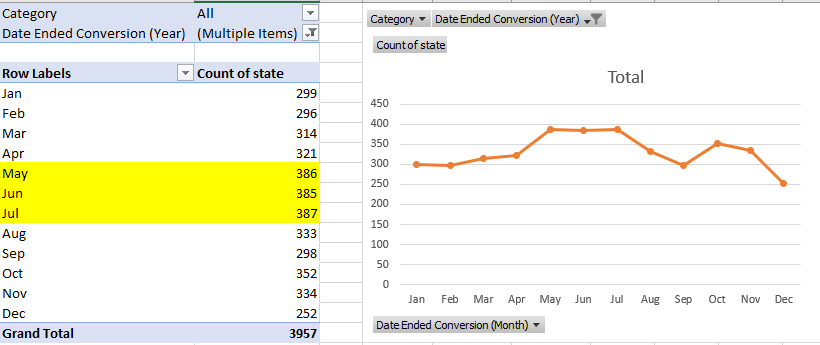 Category All
Date Ended Conversion (Year) (Multiple Items)
Row Labels Count of state
Jan 299
Feb 296
Mar 314
Apr 321
May 386
Jun 385
Jul 387
Aug 333
Sep 298
Oct 352
Nov 334
Dec 252
Grand Total 3957
Category Date Ended Conversion (Year)
Count of state
Total
450
400
350
300
250
200
150
100
50
0
Jan Feb Mar Apr May Jun Jul Aug Sep Oct Nov Dec
Date Ended Conversion (Month)